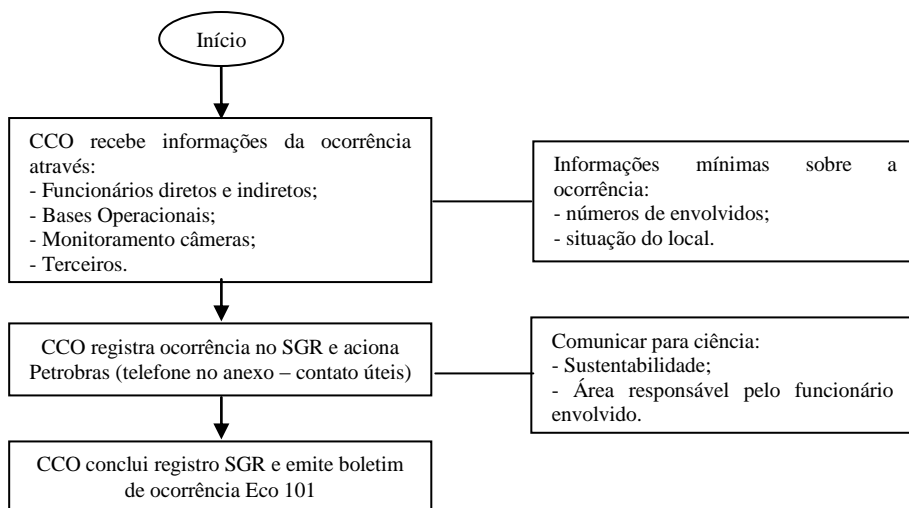 Início
CCO recebe informações da ocorrência
através:
- Funcionários diretos e indiretos;
- Bases Operacionais;
- Monitoramento câmeras;
- Terceiros.
Informações mínimas sobre a
ocorrência:
- números de envolvidos;
- situação do local.
CCO registra ocorrência no SGR e aciona
Petrobras (telefone no anexo – contato úteis)
Comunicar para ciência:
- Sustentabilidade;
- Área responsável pelo funcionário
envolvido.
CCO conclui registro SGR e emite boletim
de ocorrência Eco 101